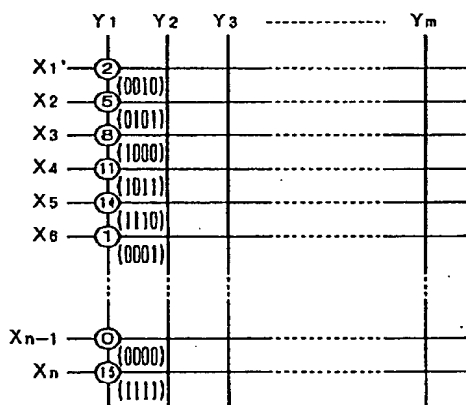 Y1 Y2 Y3 Ym
X1' 2
(0010)
X2 5
(0101)
X3 8
(1000)
X4 11
(1011)
X5 14
(1110)
X6 1
(0001)
Xn-1 0
(0000)
Xn 15
(1111)